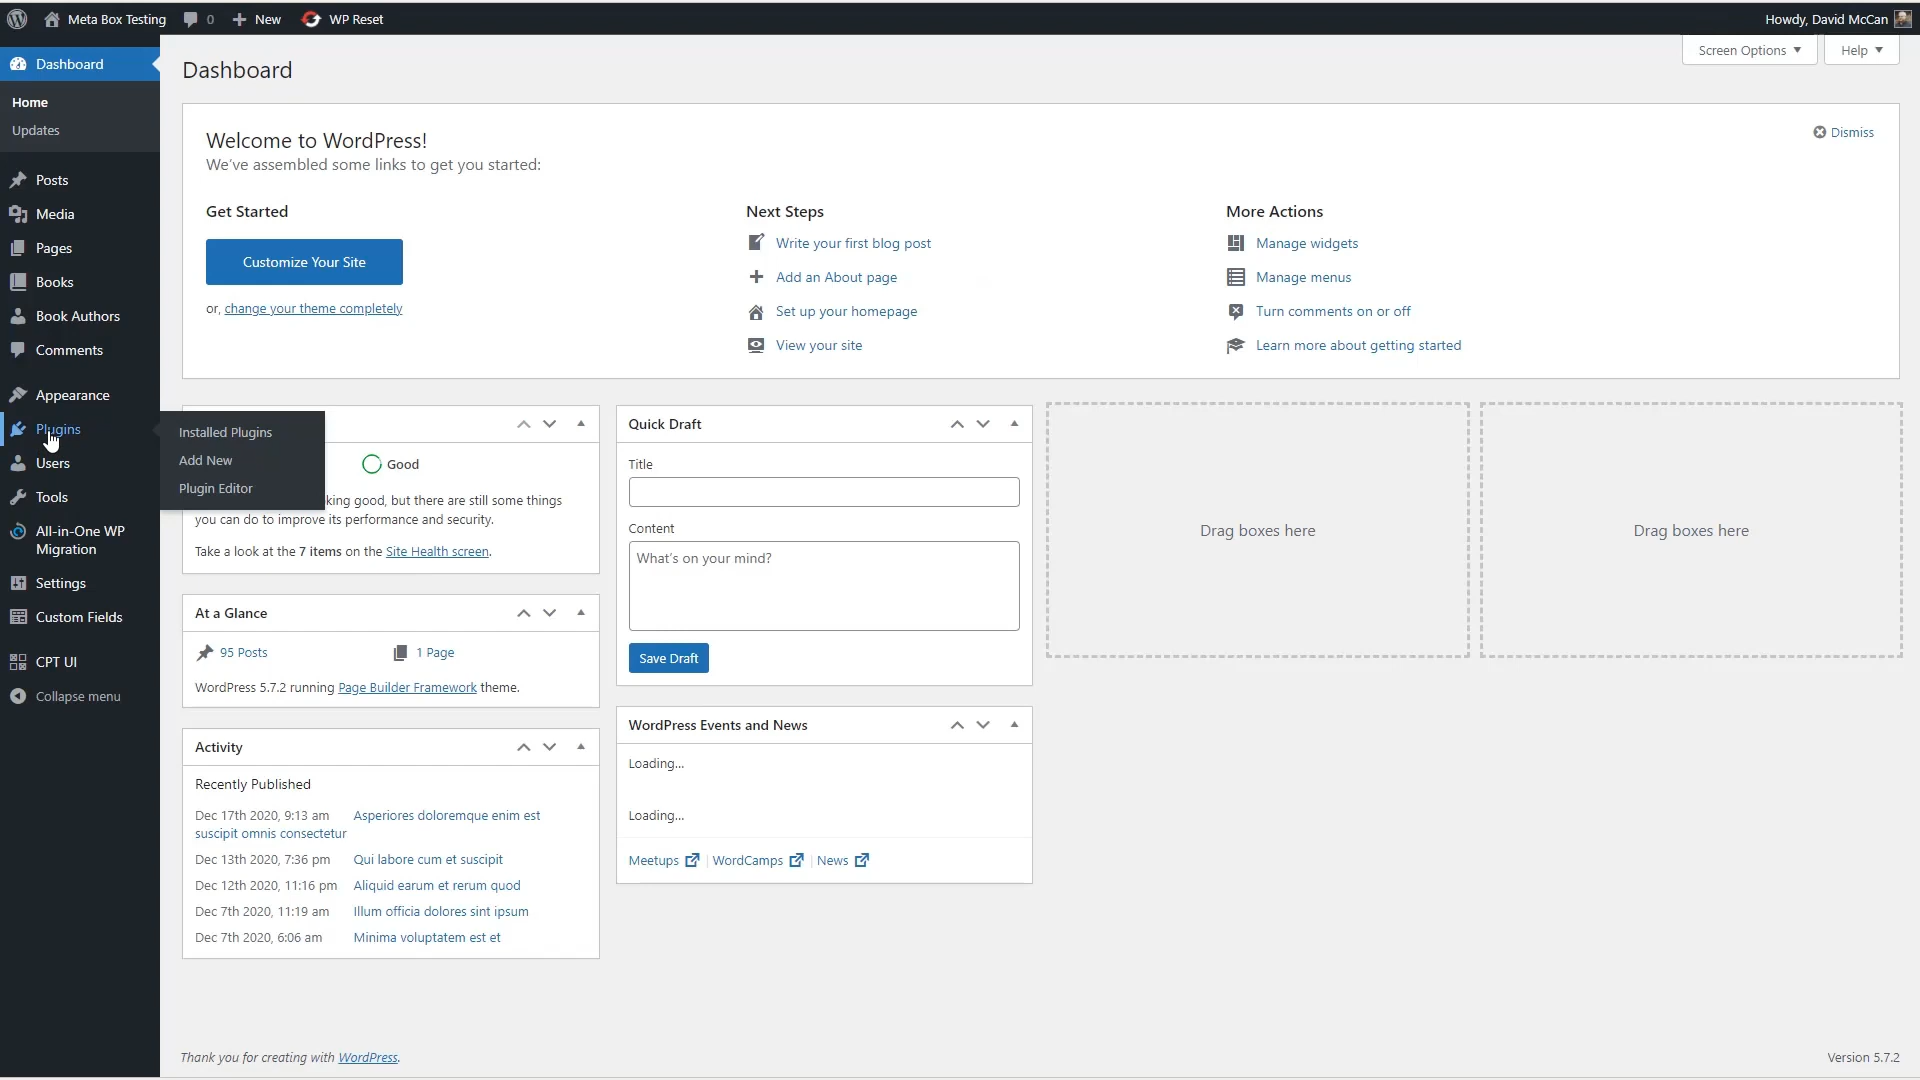 Meta Box Testing
0
New
WP Reset
Howdy, David McCan
Screen Options
Help
Dashboard
Home
Updates
Posts
Media
Pages
Books
Book Authors
Comments
Appearance
Plugins
Users
Tools
All-in-One WP
Migration
Settings
Custom Fields
CPT UI
Collapse menu
Installed Plugins
Add New
Plugin Editor
Dashboard
Welcome to WordPress!
We've assembled some links to get you started:
Dismiss
Get Started
Customize Your Site
or, change your theme completely
Next Steps
Write your first blog post
Add an About page
Set up your homepage
View your site
More Actions
Manage widgets
Manage menus
Turn comments on or off
Learn more about getting started
Good
king good, but there are still some things
you can do to improve its performance and security.
Take a look at the 7 items on the Site Health screen.
At a Glance
95 Posts
1 Page
WordPress 5.7.2 running Page Builder Framework theme.
Activity
Recently Published
Dec 17th 2020, 9:13 am Asperiores doloremque enim est
suscipit omnis consectetur
Dec 13th 2020, 7:36 pm Qui labore cum et suscipit
Dec 12th 2020, 11:16 pm Aliquid earum et rerum quod
Dec 7th 2020, 11:19 am Illum officia dolores sint ipsum
Dec 7th 2020, 6:06 am Minima voluptatem est et
Quick Draft
Title
Content
What's on your mind?
Save Draft
WordPress Events and News
Loading...
Loading...
Meetups | WordCamps | News
Drag boxes here
Drag boxes here
Thank you for creating with WordPress.
Version 5.7.2